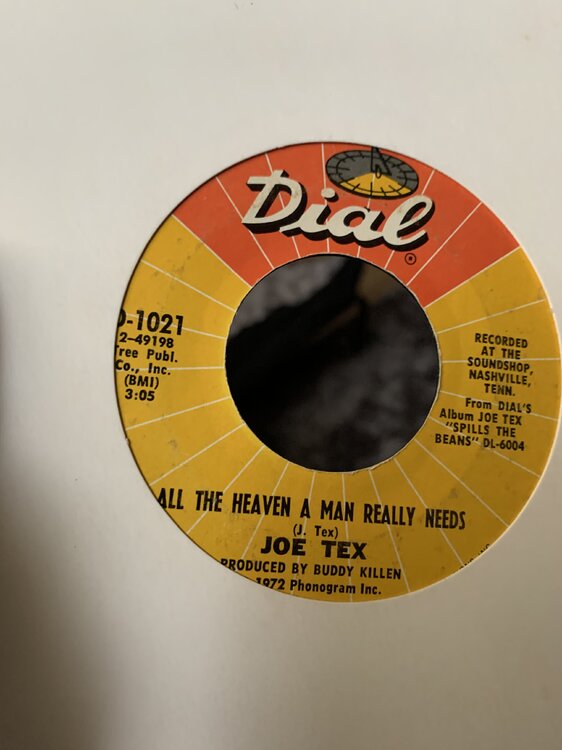 Dial
®
-1021
2-49198
ree Publ.
Co., Inc.
(BMI)
3:05
RECORDED
AT THE
SOUNDSHOP,
NASHVILLE,
TENN.
From DIAL'S
Album JOE TEX
"SPILLS THE
BEANS" DL-6004
ALL THE HEAVEN A MAN REALLY NEEDS
(J. Tex)
JOE TEX
PRODUCED BY BUDDY KILLEN
1972 Phonogram Inc.